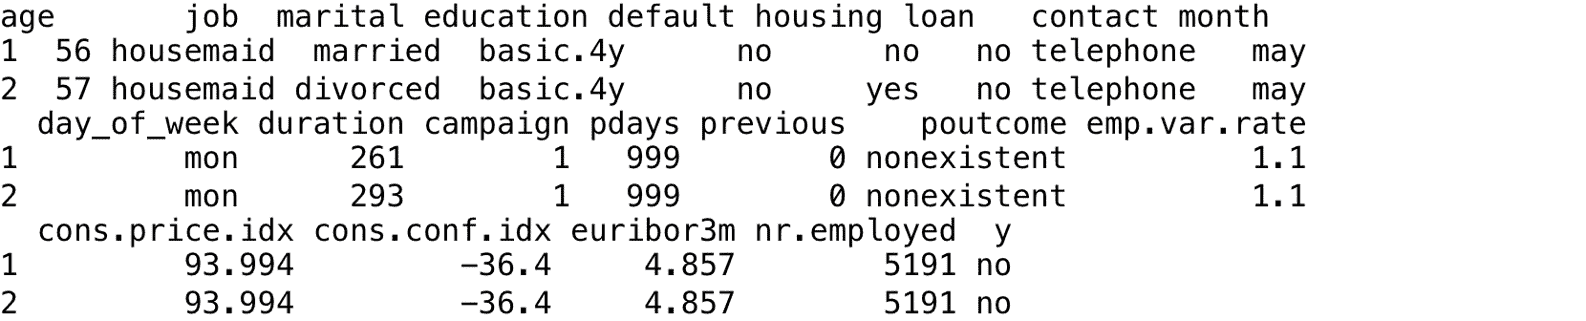 age job marital education default housing loan contact month
1 56 housemaid married basic.4y no no no telephone may
2 57 housemaid divorced basic.4y no yes no telephone may
day_of_week duration campaign pdays previous poutcome emp.var.rate
1 mon 261 1 999 0 nonexistent 1.1
2 mon 293 1 999 0 nonexistent 1.1
cons.price.idx cons.conf.idx euribor3m nr.employed y
1 93.994 −36.4 4.857 5191 no
2 93.994 −36.4 4.857 5191 no